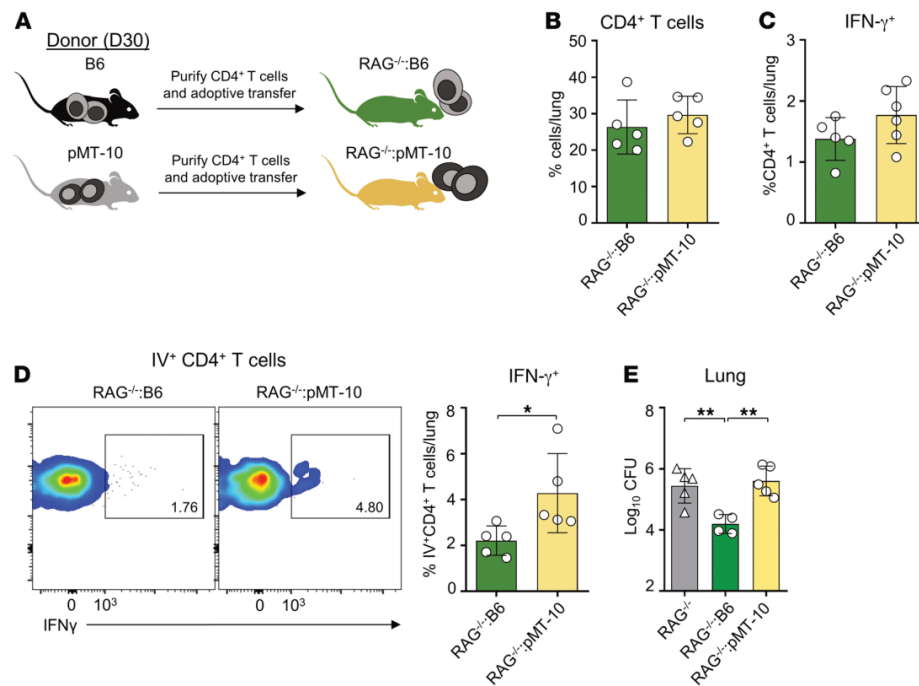 A
Donor (D30)
B6
Purify CD4⁺ T cells
and adoptive transfer
RAG⁻/⁻:B6
pMT-10
Purify CD4⁺ T cells
and adoptive transfer
RAG⁻/⁻:pMT-10
B
CD4⁺ T cells
% cells/lung
50
40
30
20
10
0
RAG⁻/⁻:B6
RAG⁻/⁻:pMT-10
C
IFN-γ⁺
%CD4⁺ T cells/lung
3
2
1
0
RAG⁻/⁻:B6
RAG⁻/⁻:pMT-10
D
IV⁺ CD4⁺ T cells
RAG⁻/⁻:B6
RAG⁻/⁻:pMT-10
1.76
4.80
0 10³
0 10³
IFNγ
IFN-γ⁺
% IV⁺CD4⁺ T cells/lung
8
6
4
2
0
*
RAG⁻/⁻:B6
RAG⁻/⁻:pMT-10
E
Lung
Log₁₀ CFU
8
6
4
2
** **
RAG⁻/⁻
RAG⁻/⁻:B6
RAG⁻/⁻:pMT-10